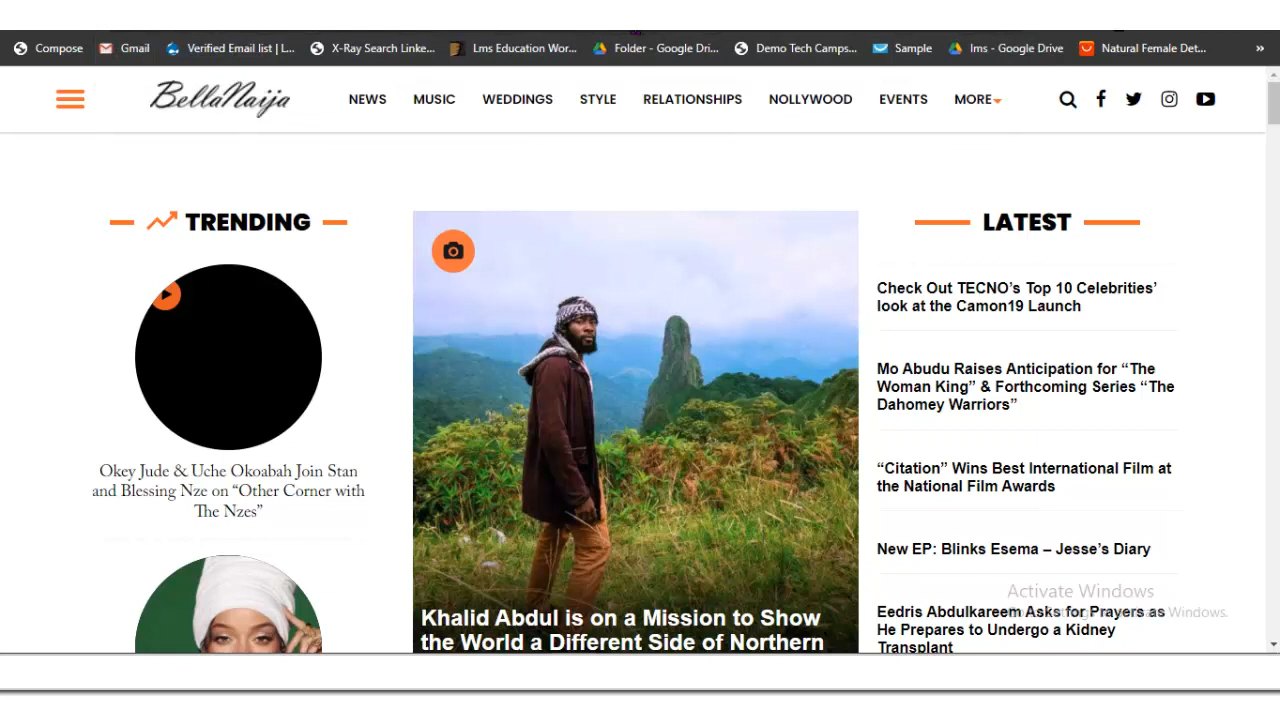 Compose Gmail Verified Email list | L... X-Ray Search Linke... Lms Education Wor... Folder - Google Dri... Demo Tech Camps... Sample lms - Google Drive Natural Female Det... »
BellaNaija NEWS MUSIC WEDDINGS STYLE RELATIONSHIPS NOLLYWOOD EVENTS MORE
TRENDING
Okey Jude & Uche Okoabah Join Stan
and Blessing Nze on “Other Corner with
The Nzes”
Khalid Abdul is on a Mission to Show
the World a Different Side of Northern
LATEST
Check Out TECNO’s Top 10 Celebrities’
look at the Camon19 Launch
Mo Abudu Raises Anticipation for “The
Woman King” & Forthcoming Series “The
Dahomey Warriors”
“Citation” Wins Best International Film at
the National Film Awards
New EP: Blinks Esema – Jesse’s Diary
Eedris Abdulkareem Asks for Prayers as
He Prepares to Undergo a Kidney
Transplant
Activate Windows
Windows.